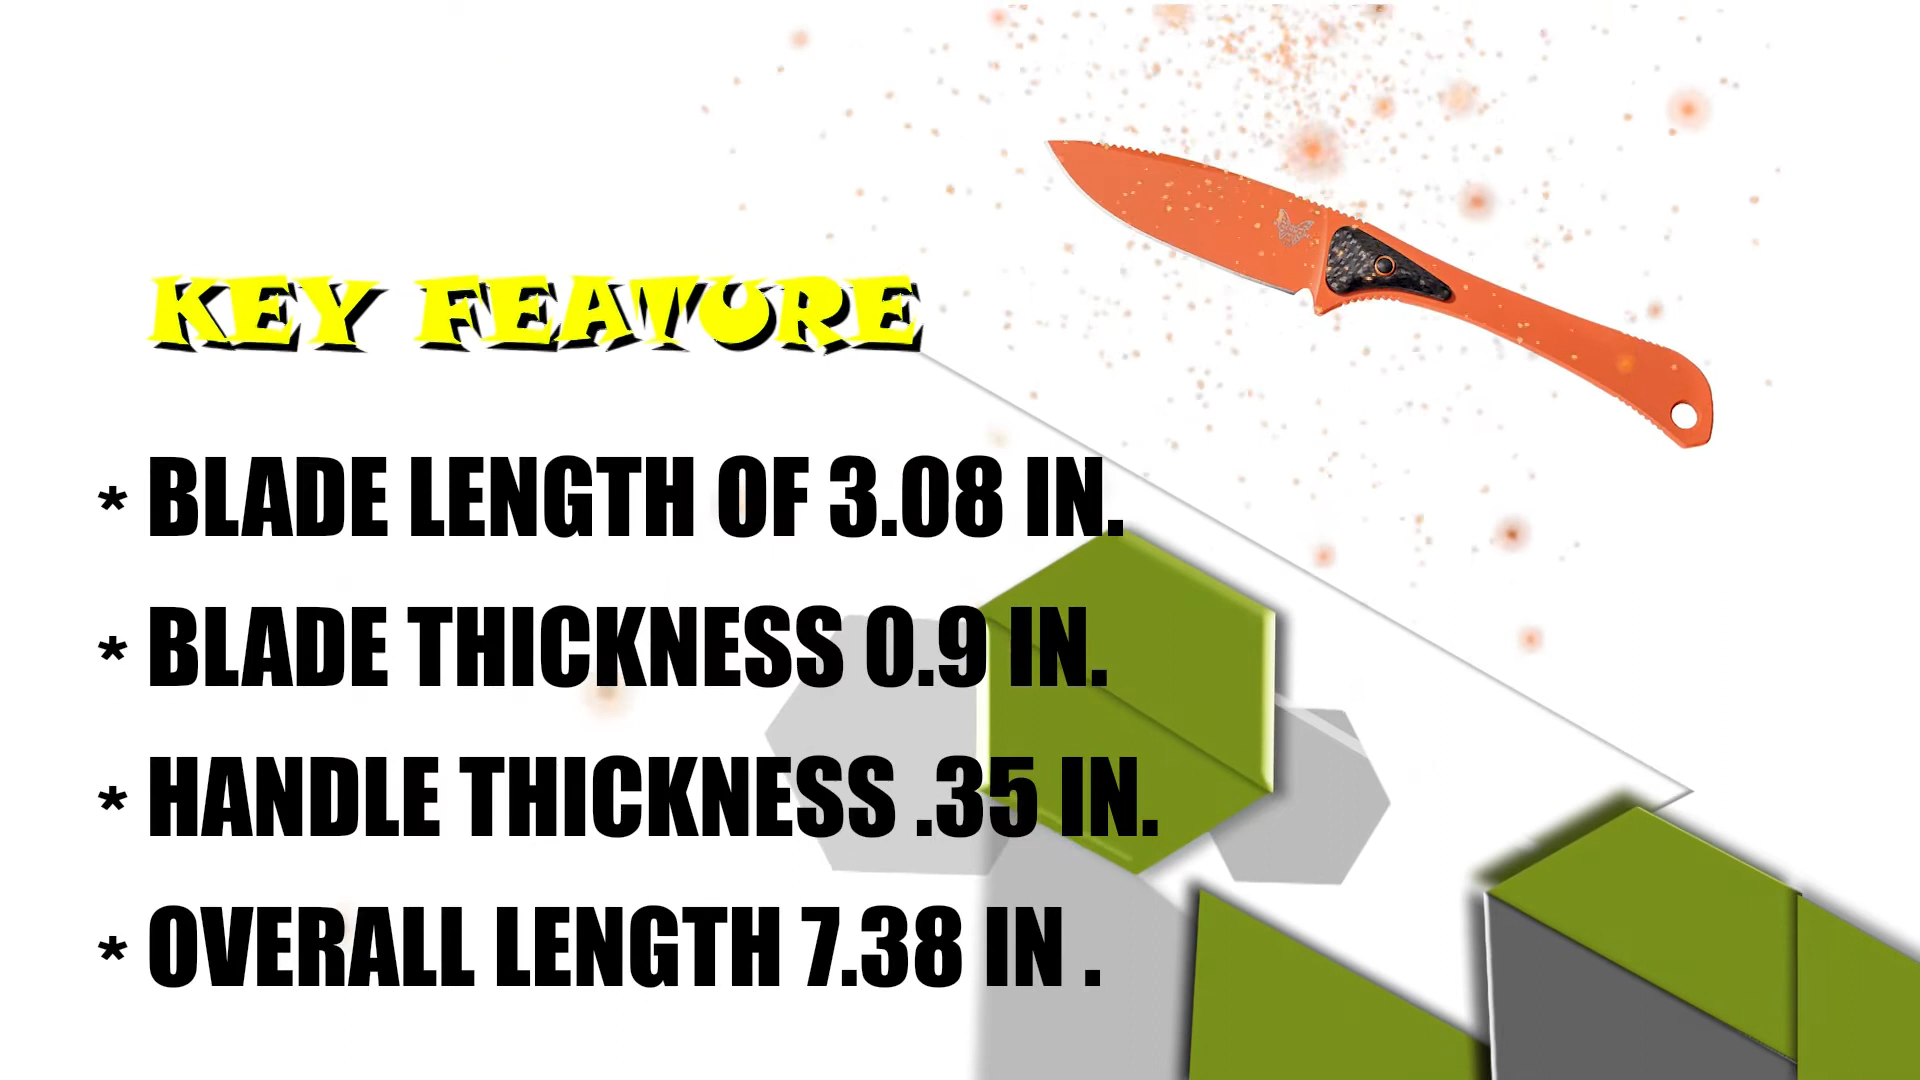 KEY FEATURE
* BLADE LENGTH OF 3.08 IN.
* BLADE THICKNESS 0.9 IN.
* HANDLE THICKNESS .35 IN.
* OVERALL LENGTH 7.38 IN .